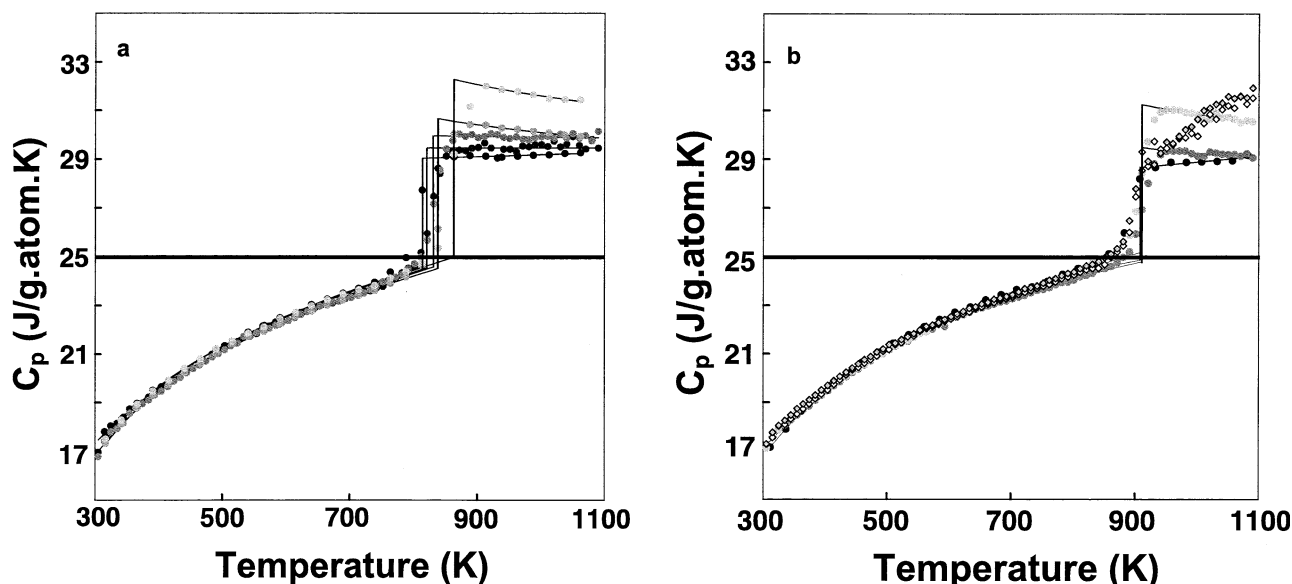 a
33
29
25
21
17
Cp (J/g.atom.K)
300 500 700 900 1100
Temperature (K)
b
33
29
25
21
17
Cp (J/g.atom.K)
300 500 700 900 1100
Temperature (K)